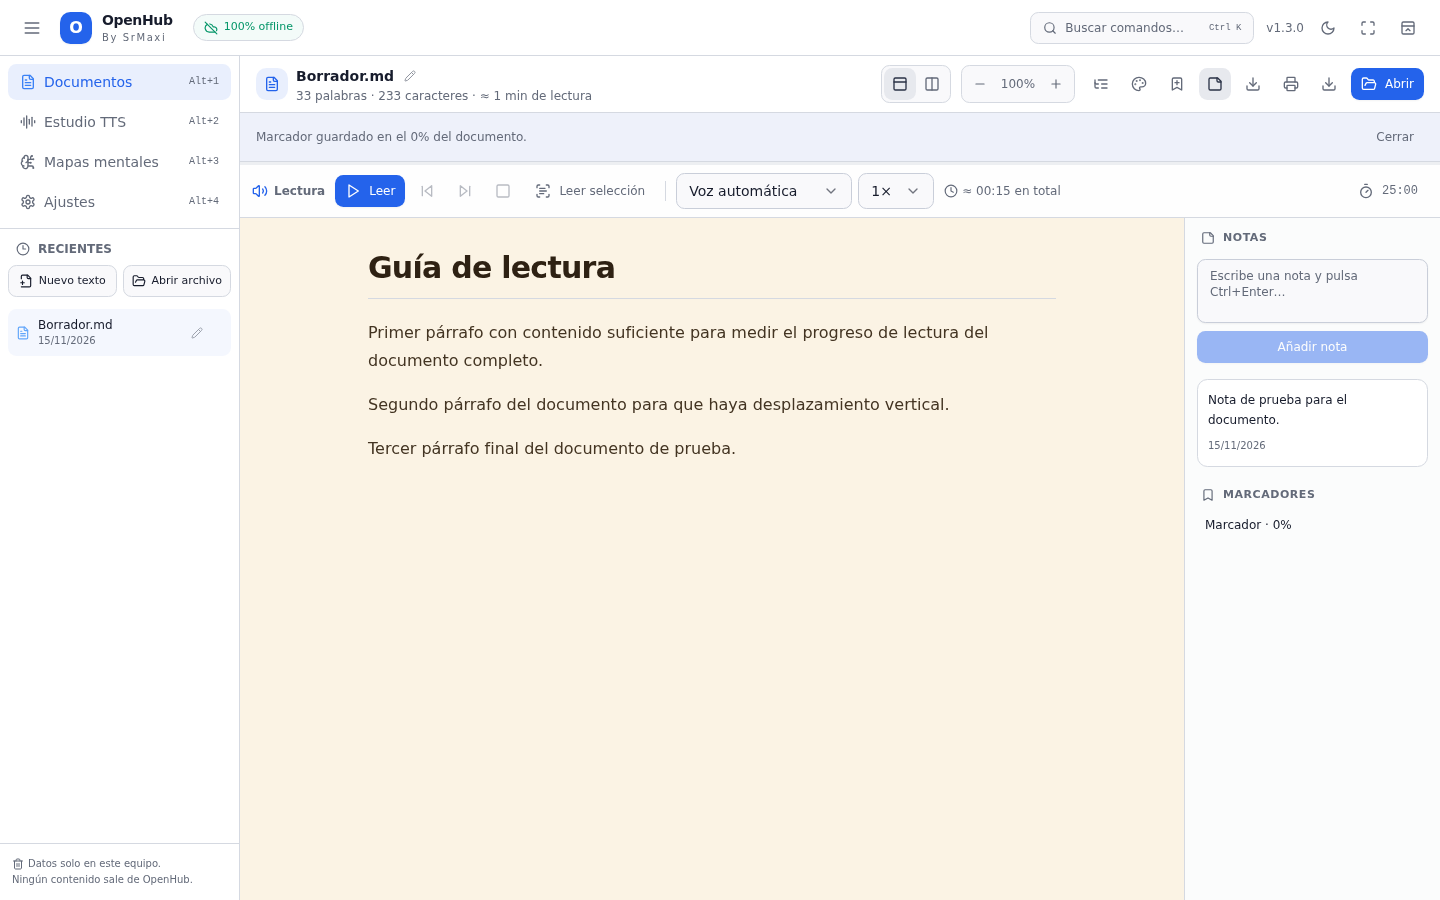 O
OpenHub
By SrMaxi
100% offline
Buscar comandos...
Ctrl K
v1.3.0
Documentos
Alt+1
Estudio TTS
Alt+2
Mapas mentales
Alt+3
Ajustes
Alt+4
RECIENTES
Nuevo texto
Abrir archivo
Borrador.md
15/11/2026
Datos solo en este equipo.
Ningún contenido sale de OpenHub.
Borrador.md
33 palabras · 233 caracteres · ≈ 1 min de lectura
100%
Abrir
Marcador guardado en el 0% del documento.
Cerrar
Lectura
Leer
Leer selección
Voz automática
1×
≈ 00:15 en total
25:00
Guía de lectura
Primer párrafo con contenido suficiente para medir el progreso de lectura del
documento completo.
Segundo párrafo del documento para que haya desplazamiento vertical.
Tercer párrafo final del documento de prueba.
NOTAS
Escribe una nota y pulsa
Ctrl+Enter...
Añadir nota
Nota de prueba para el
documento.
15/11/2026
MARCADORES
Marcador · 0%